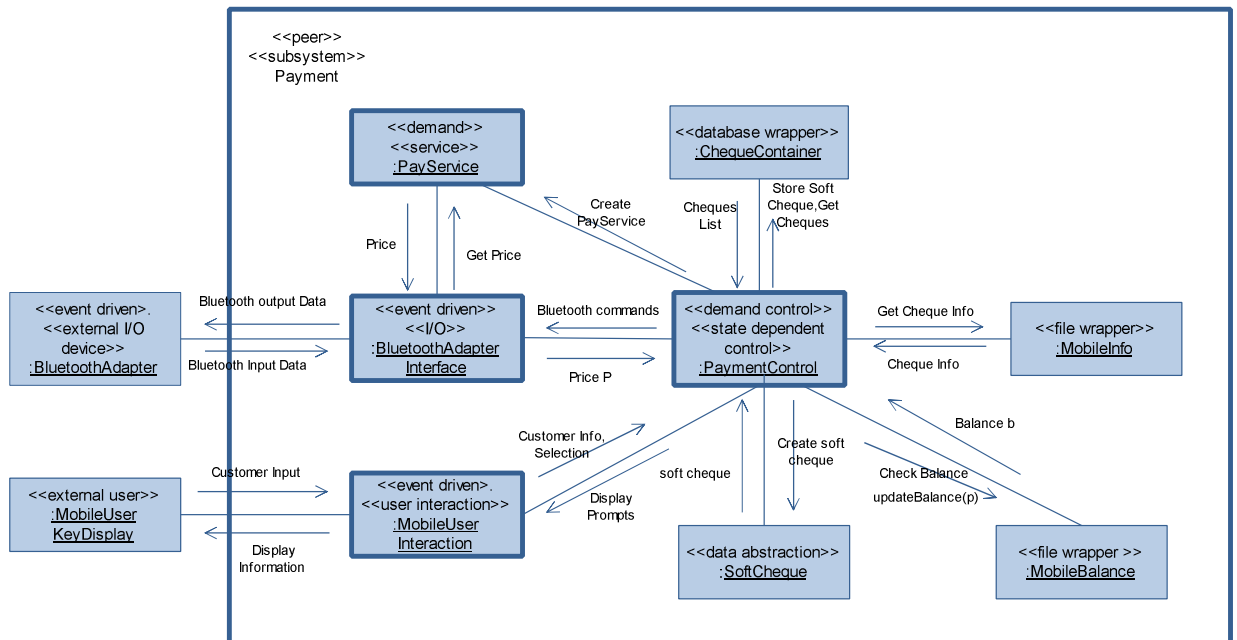 <<peer>>
<<subsystem>>
Payment
<<demand>>
<<service>>
:PayService
<<database wrapper>>
:ChequeContainer
Create
PayService
Cheques
List
Store Soft
Cheque,Get
Cheques
Price
Get Price
<<event driven>>.
<<external I/O
device>>
:BluetoothAdapter
Bluetooth output Data
Bluetooth Input Data
<<event driven>>
<<I/O>>
:BluetoothAdapter
Interface
Bluetooth commands
Price P
<<demand control>>
<<state dependent
control>>
:PaymentControl
Get Cheque Info
Cheque Info
<<file wrapper>>
:MobileInfo
Customer Info,
Selection
Display
Prompts
soft cheque
Create soft
cheque
Balance b
Check Balance
updateBalance(p)
<<external user>>
:MobileUser
KeyDisplay
Customer Input
Display
Information
<<event driven>>.
<<user interaction>>
:MobileUser
Interaction
<<data abstraction>>
:SoftCheque
<<file wrapper >>
:MobileBalance